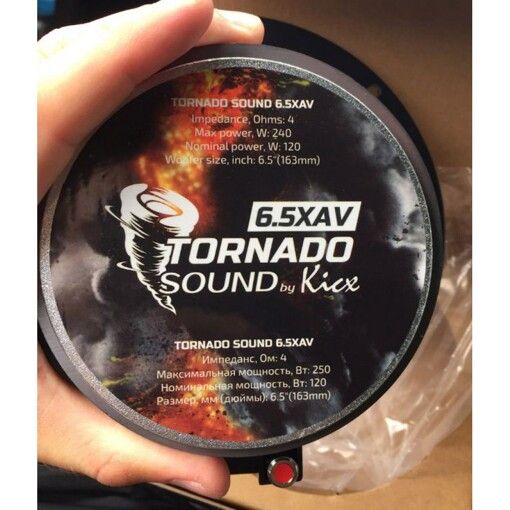 TORNADO SOUND 6.5XAV
Impedance, Ohms: 4
Max power, W: 240
Nominal power, W: 120
Woofer size, inch: 6.5"(163mm)
6.5XAV
TORNADO
SOUND by Kicx
TORNADO SOUND 6.5XAV
Импеданс, Ом: 4
Максимальная мощность, Вт: 250
Номинальная мощность, Вт: 120
Размер, мм (дюймы): 6.5"(163mm)